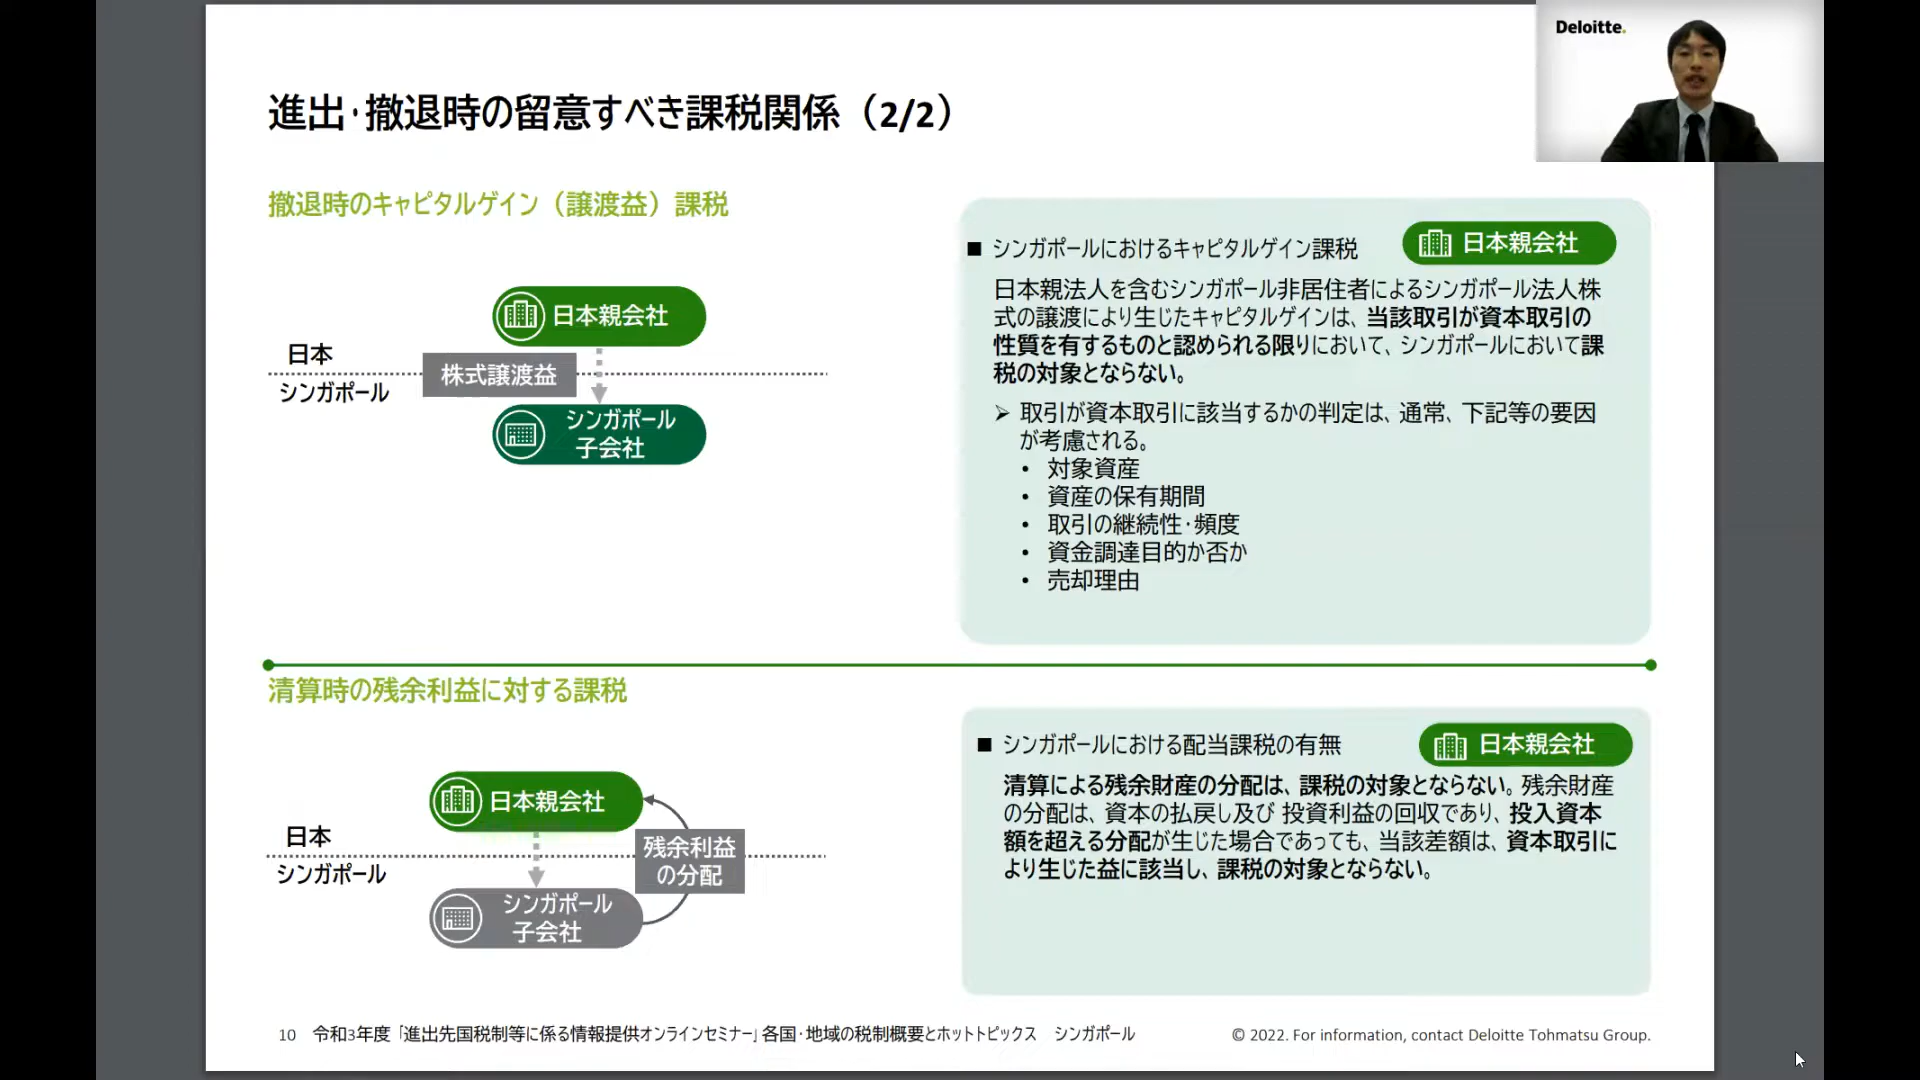 Deloitte.
進出・撤退時の留意すべき課税関係（2/2）
撤退時のキャピタルゲイン（譲渡益）課税
日本親会社
日本
株式譲渡益
シンガポール
シンガポール
子会社
■ シンガポールにおけるキャピタルゲイン課税
日本親会社
日本親法人を含むシンガポール非居住者によるシンガポール法人株
式の譲渡により生じたキャピタルゲインは、当該取引が資本取引の
性質を有するものと認められる限りにおいて、シンガポールにおいて課
税の対象とならない。
➢ 取引が資本取引に該当するかの判定は、通常、下記等の要因
が考慮される。
• 対象資産
• 資産の保有期間
• 取引の継続性・頻度
• 資金調達目的か否か
• 売却理由
清算時の残余利益に対する課税
日本親会社
日本
残余利益
の分配
シンガポール
シンガポール
子会社
■ シンガポールにおける配当課税の有無
日本親会社
清算による残余財産の分配は、課税の対象とならない。残余財産
の分配は、資本の払戻し及び 投資利益の回収であり、投入資本
額を超える分配が生じた場合であっても、当該差額は、資本取引に
より生じた益に該当し、課税の対象とならない。
10 令和3年度「進出先国税制等に係る情報提供オンラインセミナー」各国・地域の税制概要とホットトピックス シンガポール
© 2022. For information, contact Deloitte Tohmatsu Group.